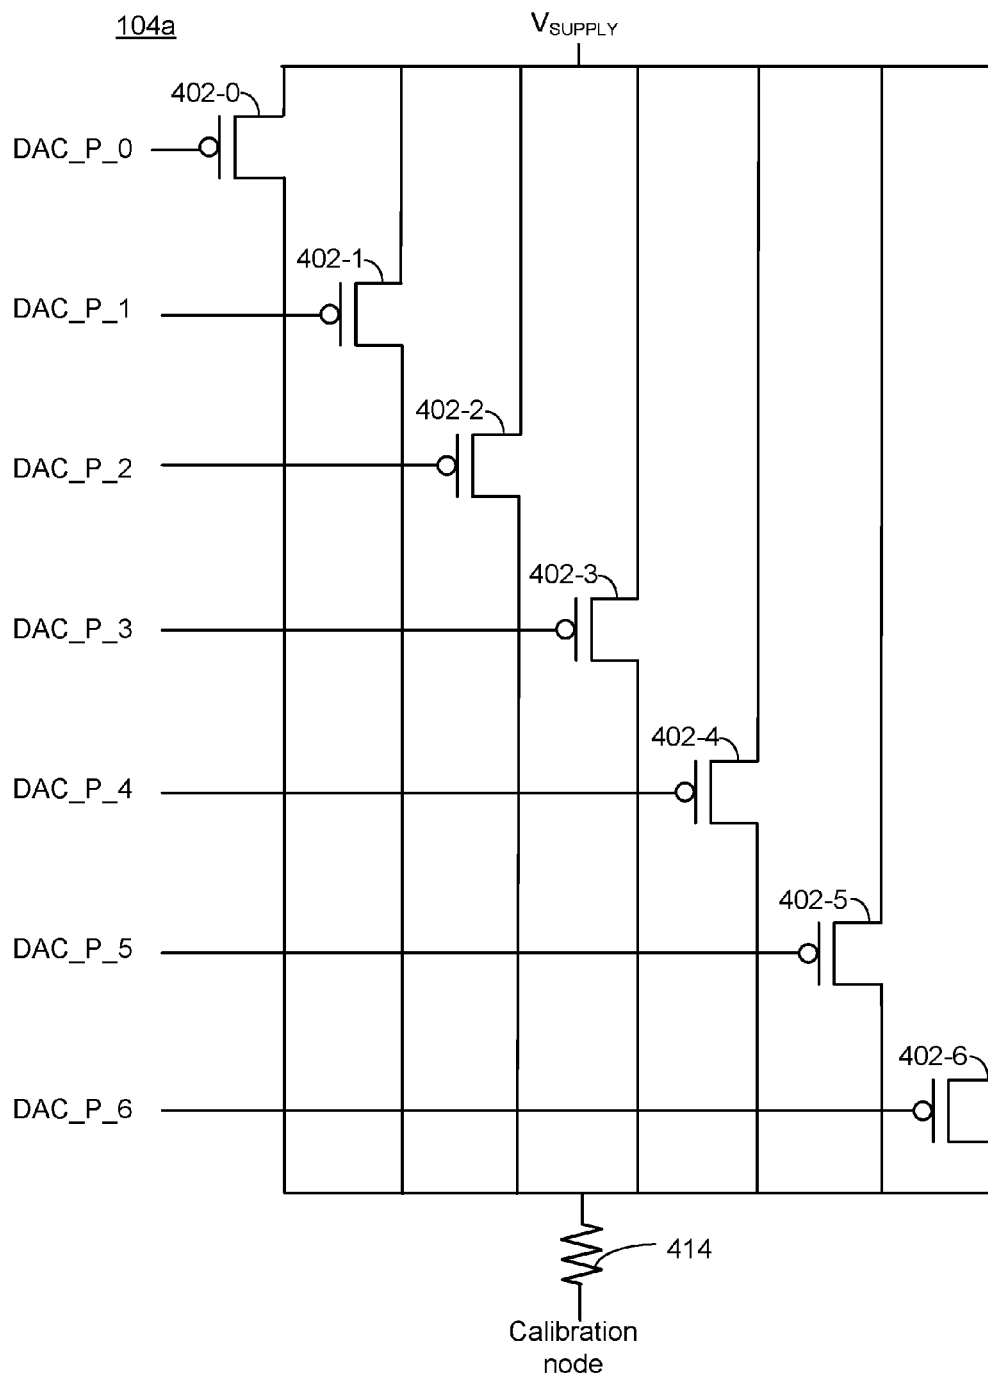 104a
VSUPPLY
402-0
DAC_P_0
402-1
DAC_P_1
402-2
DAC_P_2
402-3
DAC_P_3
402-4
DAC_P_4
402-5
DAC_P_5
402-6
DAC_P_6
414
Calibration
node